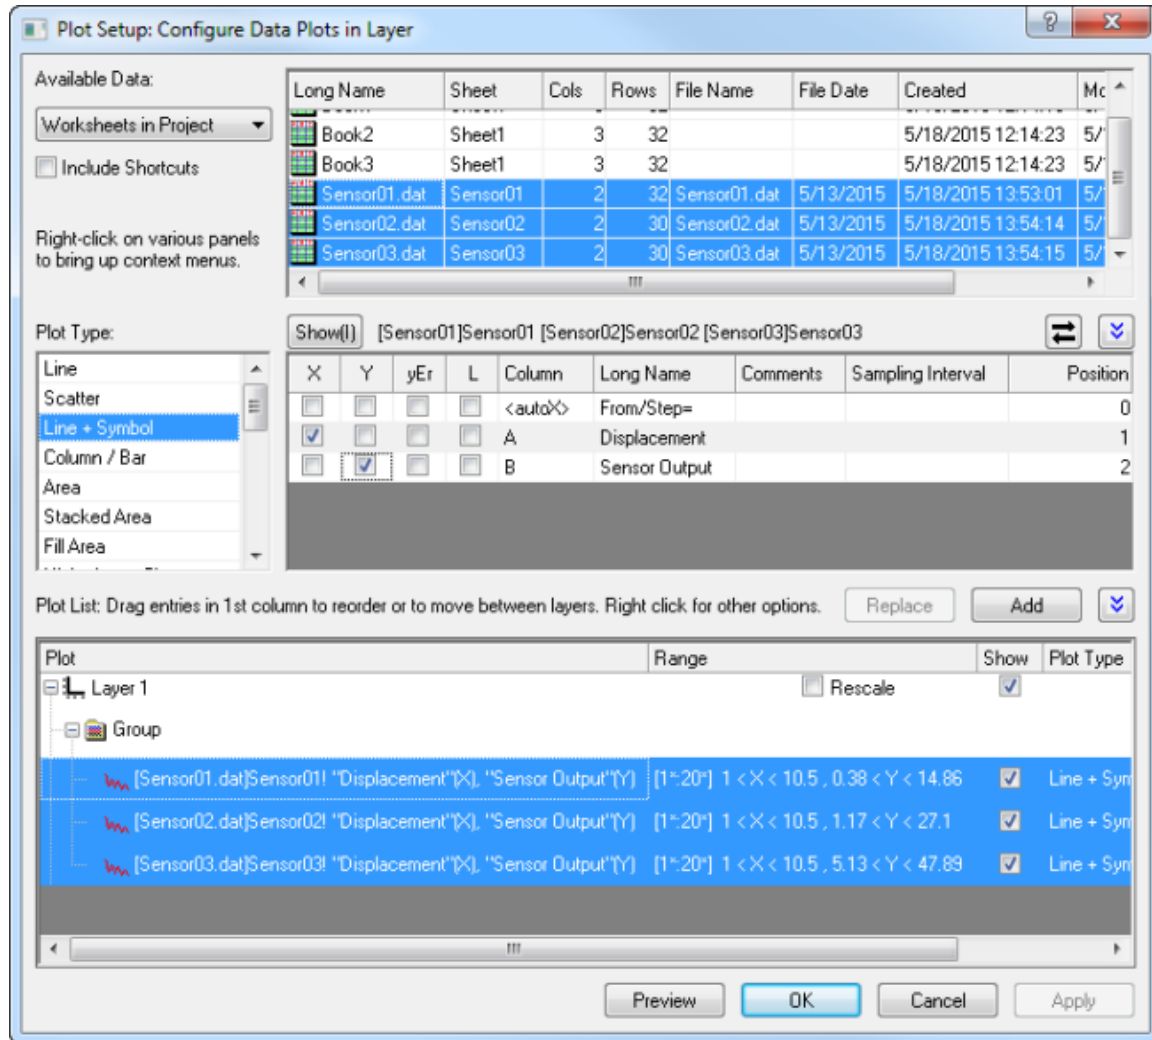 Plot Setup: Configure Data Plots in Layer
Available Data:
Worksheets in Project
Include Shortcuts
Right-click on various panels
to bring up context menus.
Long Name Sheet Cols Rows File Name File Date Created
Book2 Sheet1 3 32 5/18/2015 12:14:23 5/
Book3 Sheet1 3 32 5/18/2015 12:14:23 5/
Sensor01.dat Sensor01 2 32 Sensor01.dat 5/13/2015 5/18/2015 13:53:01 5/
Sensor02.dat Sensor02 2 30 Sensor02.dat 5/13/2015 5/18/2015 13:54:14 5/
Sensor03.dat Sensor03 2 30 Sensor03.dat 5/13/2015 5/18/2015 13:54:15 5/
Plot Type:
Line
Scatter
Line + Symbol
Column / Bar
Area
Stacked Area
Fill Area
Show(I) [Sensor01]Sensor01 [Sensor02]Sensor02 [Sensor03]Sensor03
X Y yEr L Column Long Name Comments Sampling Interval Position
<autoX> From/Step= 0
A Displacement 1
B Sensor Output 2
Plot List: Drag entries in 1st column to reorder or to move between layers. Right click for other options. Replace Add
Plot Range Show Plot Type
Layer 1 Rescale
Group
[Sensor01.dat]Sensor01! "Displacement"(X), "Sensor Output"(Y) [1*:20*] 1 < X < 10.5 , 0.38 < Y < 14.86 Line + Sym
[Sensor02.dat]Sensor02! "Displacement"(X), "Sensor Output"(Y) [1*:20*] 1 < X < 10.5 , 1.17 < Y < 27.1 Line + Sym
[Sensor03.dat]Sensor03! "Displacement"(X), "Sensor Output"(Y) [1*:20*] 1 < X < 10.5 , 5.13 < Y < 47.89 Line + Sym
Preview OK Cancel Apply